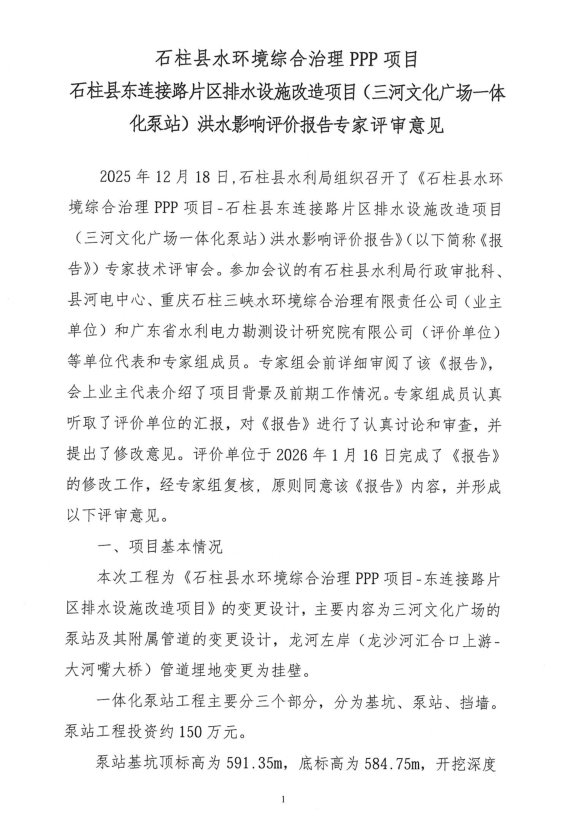 石柱县水环境综合治理 PPP 项目
石柱县东连接路片区排水设施改造项目（三河文化广场一体
化泵站）洪水影响评价报告专家评审意见
2025 年 12 月 18 日,石柱县水利局组织召开了《石柱县水环
境综合治理 PPP 项目-石柱县东连接路片区排水设施改造项目
（三河文化广场一体化泵站）洪水影响评价报告》（以下简称《报
告》）专家技术评审会。参加会议的有石柱县水利局行政审批科、
县河电中心、重庆石柱三峡水环境综合治理有限责任公司（业主
单位）和广东省水利电力勘测设计研究院有限公司（评价单位）
等单位代表和专家组成员。专家组会前详细审阅了该《报告》，
会上业主代表介绍了项目背景及前期工作情况。专家组成员认真
听取了评价单位的汇报，对《报告》进行了认真讨论和审查，并
提出了修改意见。评价单位于 2026 年 1 月 16 日完成了《报告》
的修改工作，经专家组复核，原则同意该《报告》内容，并形成
以下评审意见。
一、项目基本情况
本次工程为《石柱县水环境综合治理 PPP 项目-东连接路片
区排水设施改造项目》的变更设计，主要内容为三河文化广场的
泵站及其附属管道的变更设计，龙河左岸（龙沙河汇合口上游-
大河嘴大桥）管道埋地变更为挂壁。
一体化泵站工程主要分三个部分，分为基坑、泵站、挡墙。
泵站工程投资约 150 万元。
泵站基坑顶标高为 591.35m，底标高为 584.75m，开挖深度
1